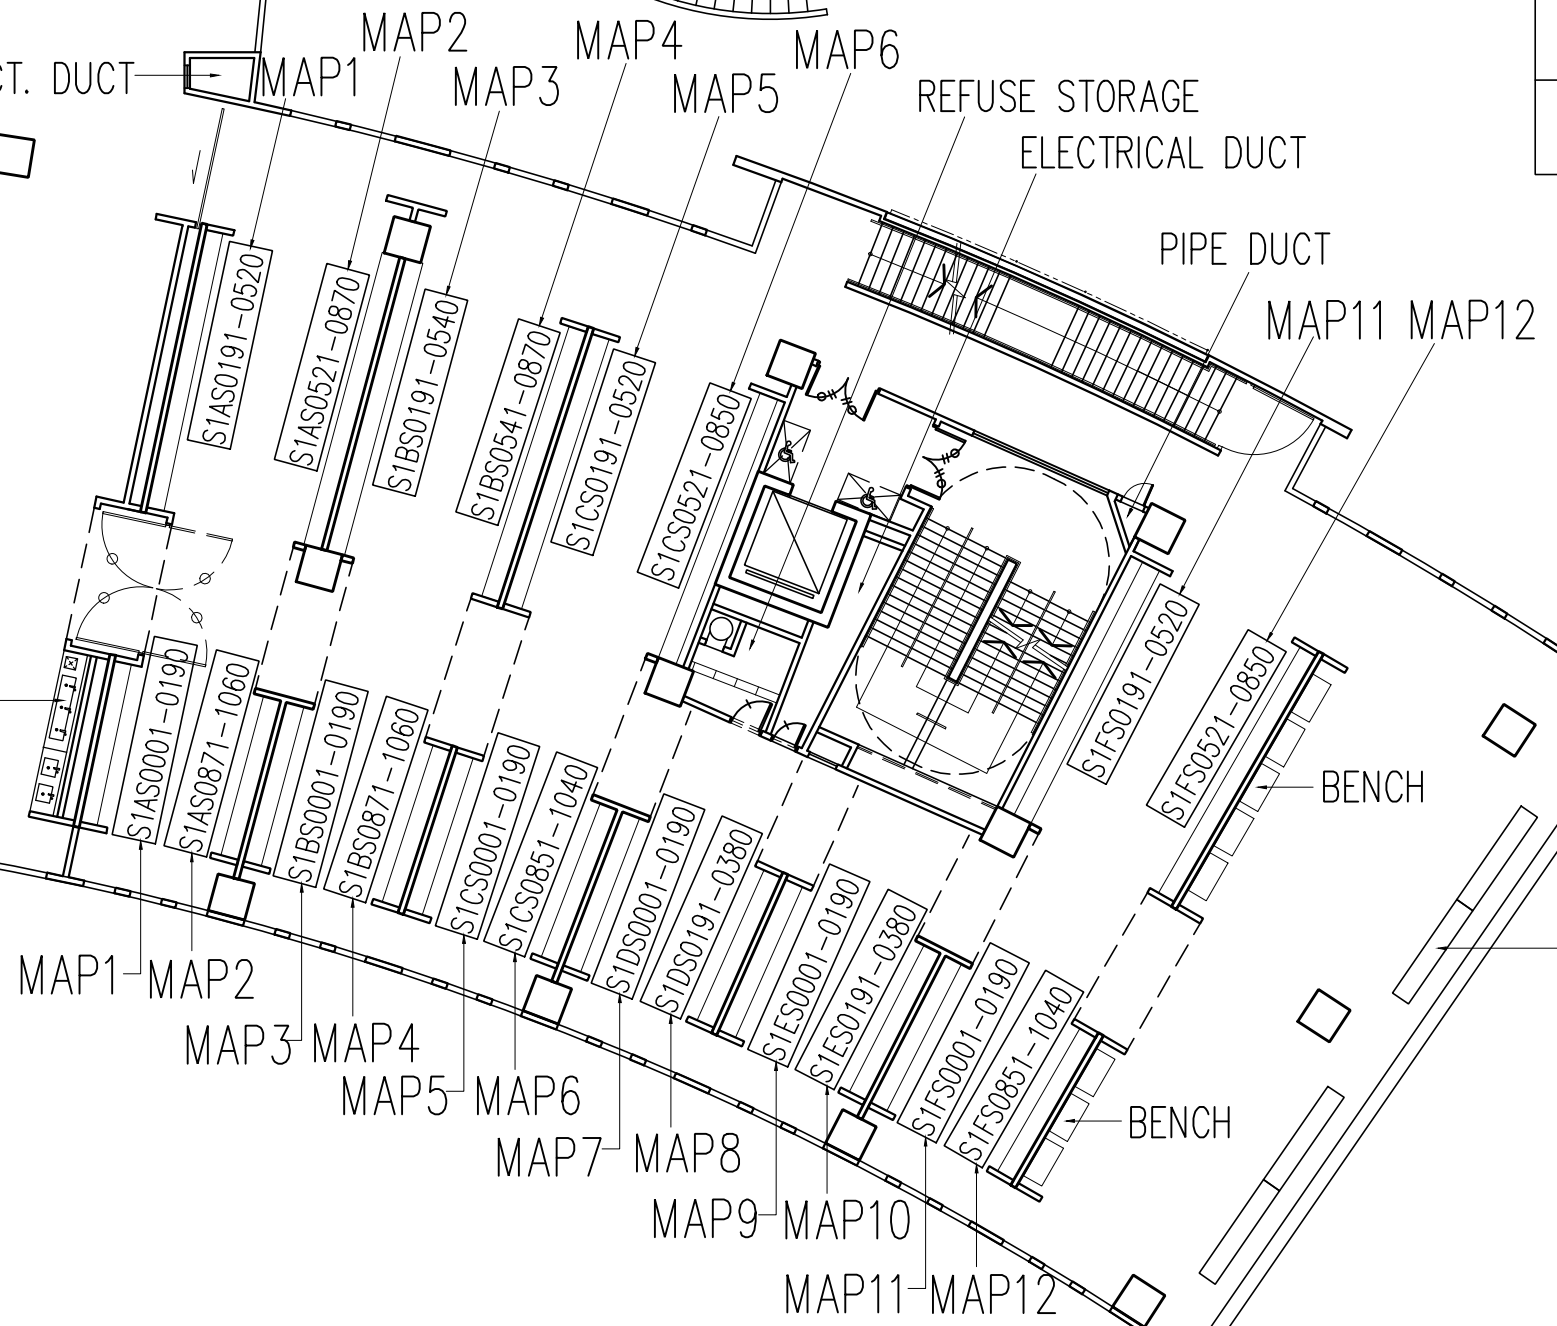 MAP2
MAP4
MAP6
CT. DUCT
MAP1
MAP3
MAP5
REFUSE STORAGE
ELECTRICAL DUCT
PIPE DUCT
MAP11 MAP12
S1AS0191-0520
S1AS0521-0870
S1BS0191-0540
S1BS0541-0870
S1CS0191-0520
S1CS0521-0850
S1FS0191-0520
S1FS0521-0850
BENCH
S1AS0001-0190
S1AS0871-1060
S1BS0001-0190
S1BS0871-1060
S1CS0001-0190
S1CS0851-1040
S1DS0001-0190
S1DS0191-0380
S1ES0001-0190
S1ES0191-0380
S1FS0001-0190
S1FS0851-1040
BENCH
MAP1 MAP2
MAP3 MAP4
MAP5 MAP6
MAP7 MAP8
MAP9 MAP10
MAP11 MAP12